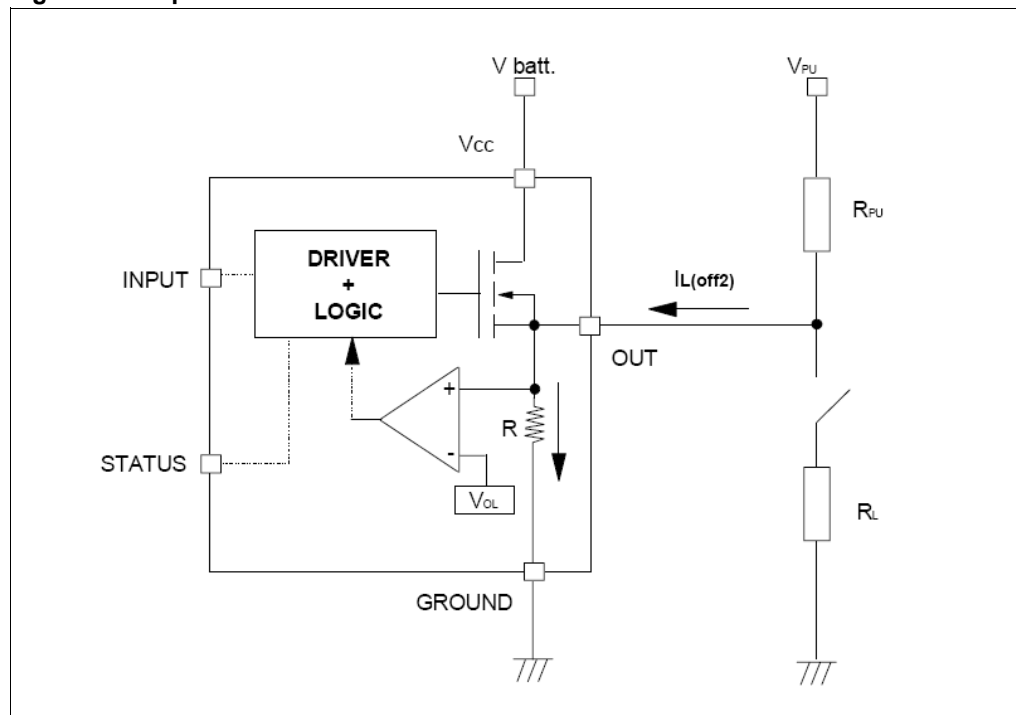 V batt.
VPU
Vcc
RPU
DRIVER
+
LOGIC
INPUT
IL(off2)
OUT
+
R
-
STATUS
VOL
RL
GROUND